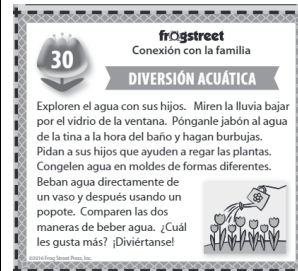 frogstreet
Conexión con la familia
30
DIVERSIÓN ACUÁTICA
Exploren el agua con sus hijos. Miren la lluvia bajar
por el vidrio de la ventana. Pónganle jabón al agua
de la tina a la hora del baño y hagan burbujas.
Pidan a sus hijos que ayuden a regar las plantas.
Congelen agua en moldes de formas diferentes.
Beban agua directamente de
un vaso y después usando un
popote. Comparen las dos
maneras de beber agua. ¿Cuál
les gusta más? ¡Diviértanse!
©2016 Frog Street Press, Inc.